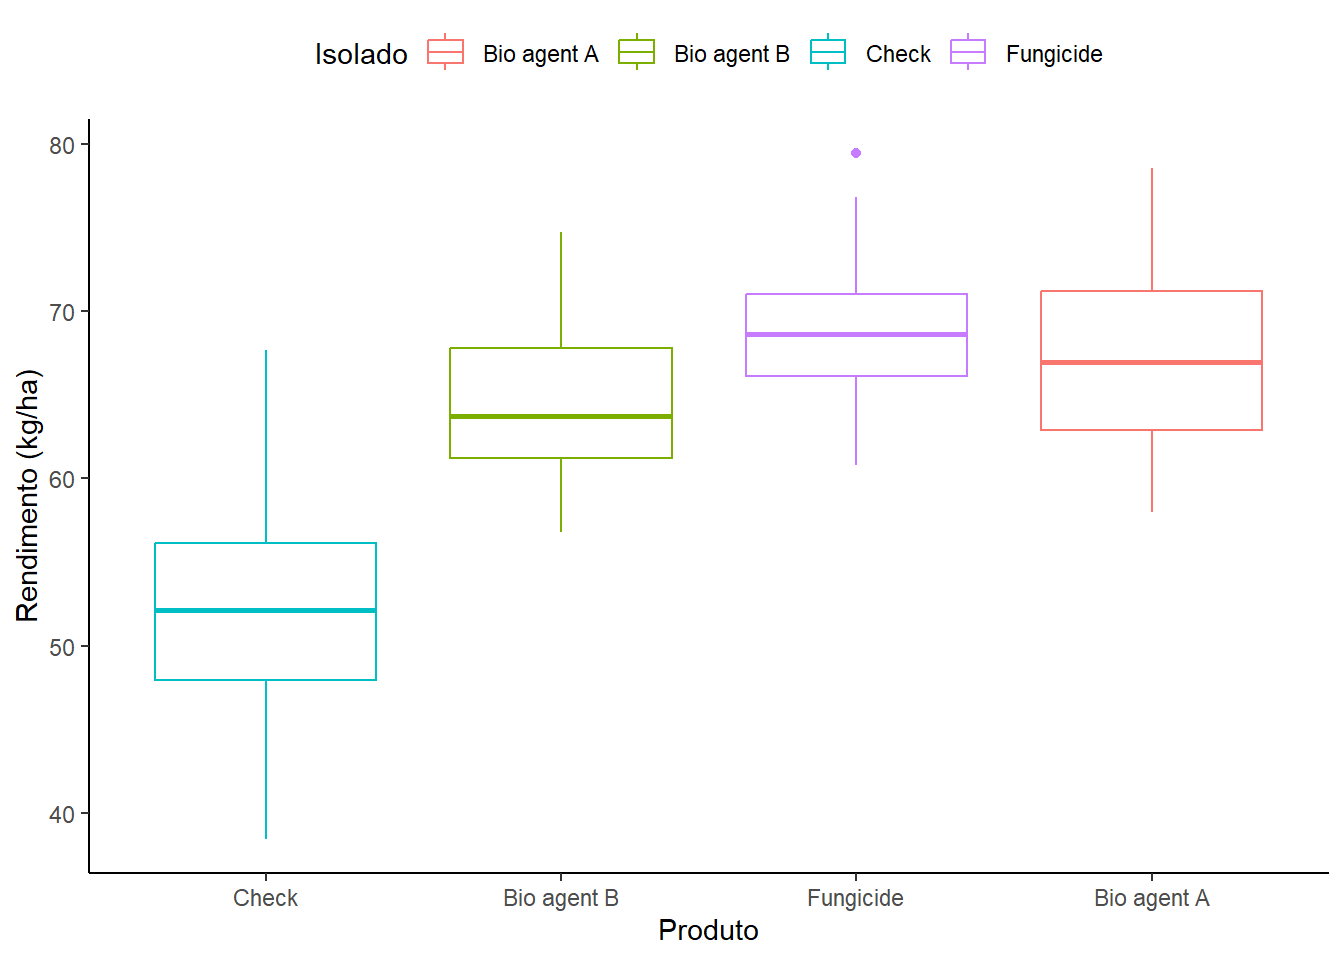 Isolado Bio agent A Bio agent B Check Fungicide
80
70
60
50
40
Rendimento (kg/ha)
Check Bio agent B Fungicide Bio agent A
Produto